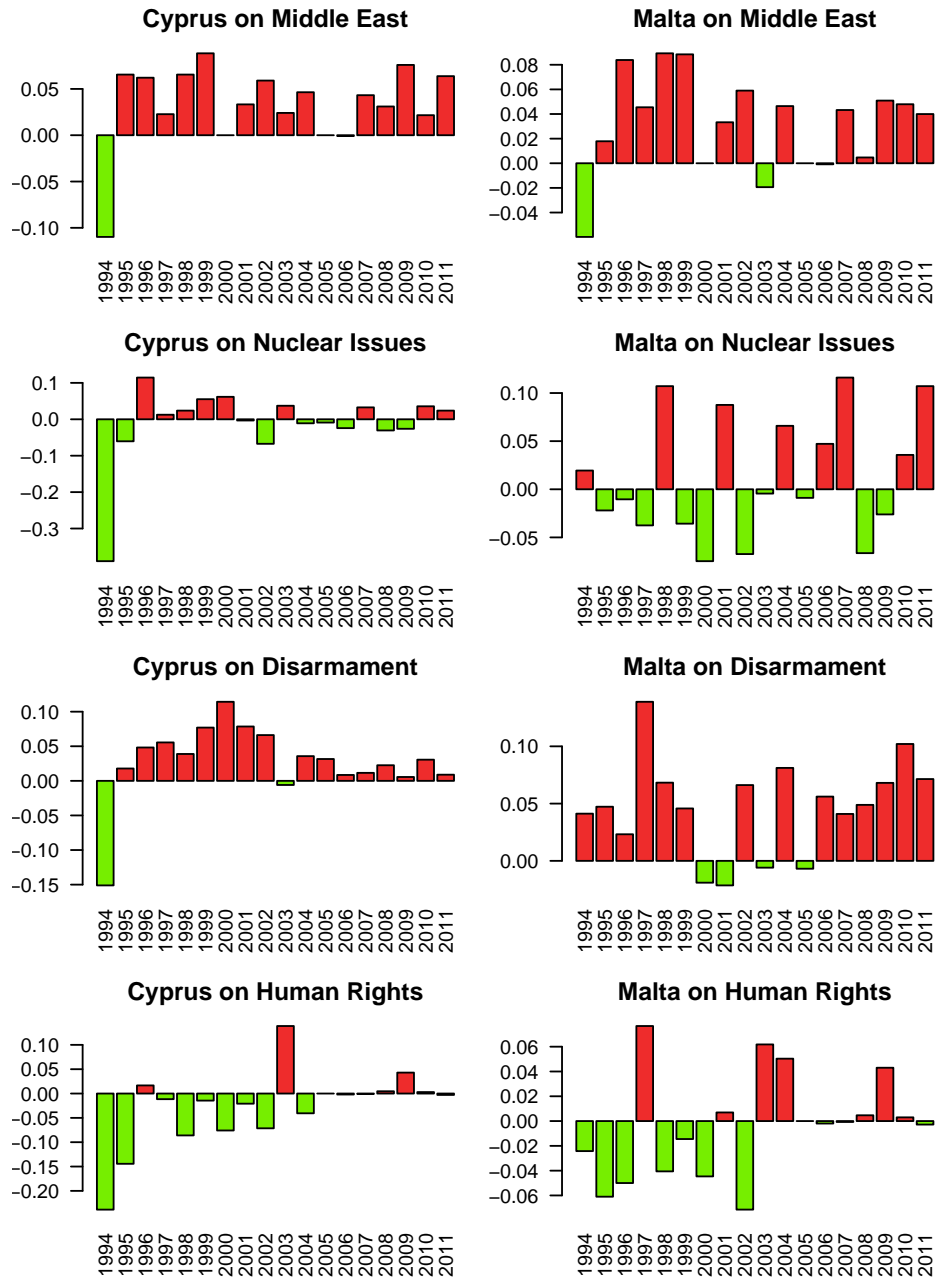 Cyprus on Middle East
0.05
0.00
−0.05
−0.10
1994 1995 1996 1997 1998 1999 2000 2001 2002 2003 2004 2005 2006 2007 2008 2009 2010 2011
Malta on Middle East
0.08
0.06
0.04
0.02
0.00
−0.02
−0.04
1994 1995 1996 1997 1998 1999 2000 2001 2002 2003 2004 2005 2006 2007 2008 2009 2010 2011
Cyprus on Nuclear Issues
0.1
0.0
−0.1
−0.2
−0.3
1994 1995 1996 1997 1998 1999 2000 2001 2002 2003 2004 2005 2006 2007 2008 2009 2010 2011
Malta on Nuclear Issues
0.10
0.05
0.00
−0.05
1994 1995 1996 1997 1998 1999 2000 2001 2002 2003 2004 2005 2006 2007 2008 2009 2010 2011
Cyprus on Disarmament
0.10
0.05
0.00
−0.05
−0.10
−0.15
1994 1995 1996 1997 1998 1999 2000 2001 2002 2003 2004 2005 2006 2007 2008 2009 2010 2011
Malta on Disarmament
0.10
0.05
0.00
1994 1995 1996 1997 1998 1999 2000 2001 2002 2003 2004 2005 2006 2007 2008 2009 2010 2011
Cyprus on Human Rights
0.10
0.05
0.00
−0.05
−0.10
−0.15
−0.20
1994 1995 1996 1997 1998 1999 2000 2001 2002 2003 2004 2005 2006 2007 2008 2009 2010 2011
Malta on Human Rights
0.06
0.04
0.02
0.00
−0.02
−0.04
−0.06
1994 1995 1996 1997 1998 1999 2000 2001 2002 2003 2004 2005 2006 2007 2008 2009 2010 2011